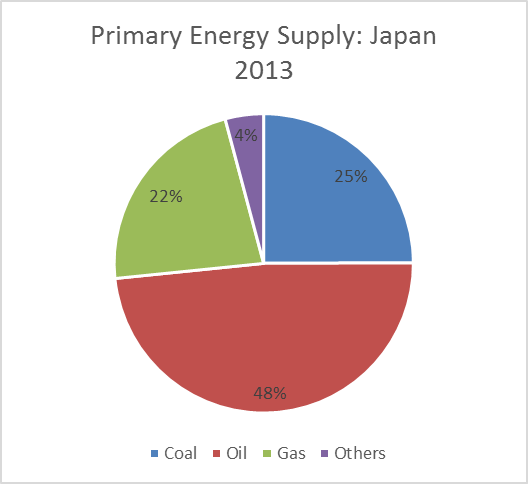 Primary Energy Supply: Japan
2013
4%
25%
22%
48%
Coal Oil Gas Others